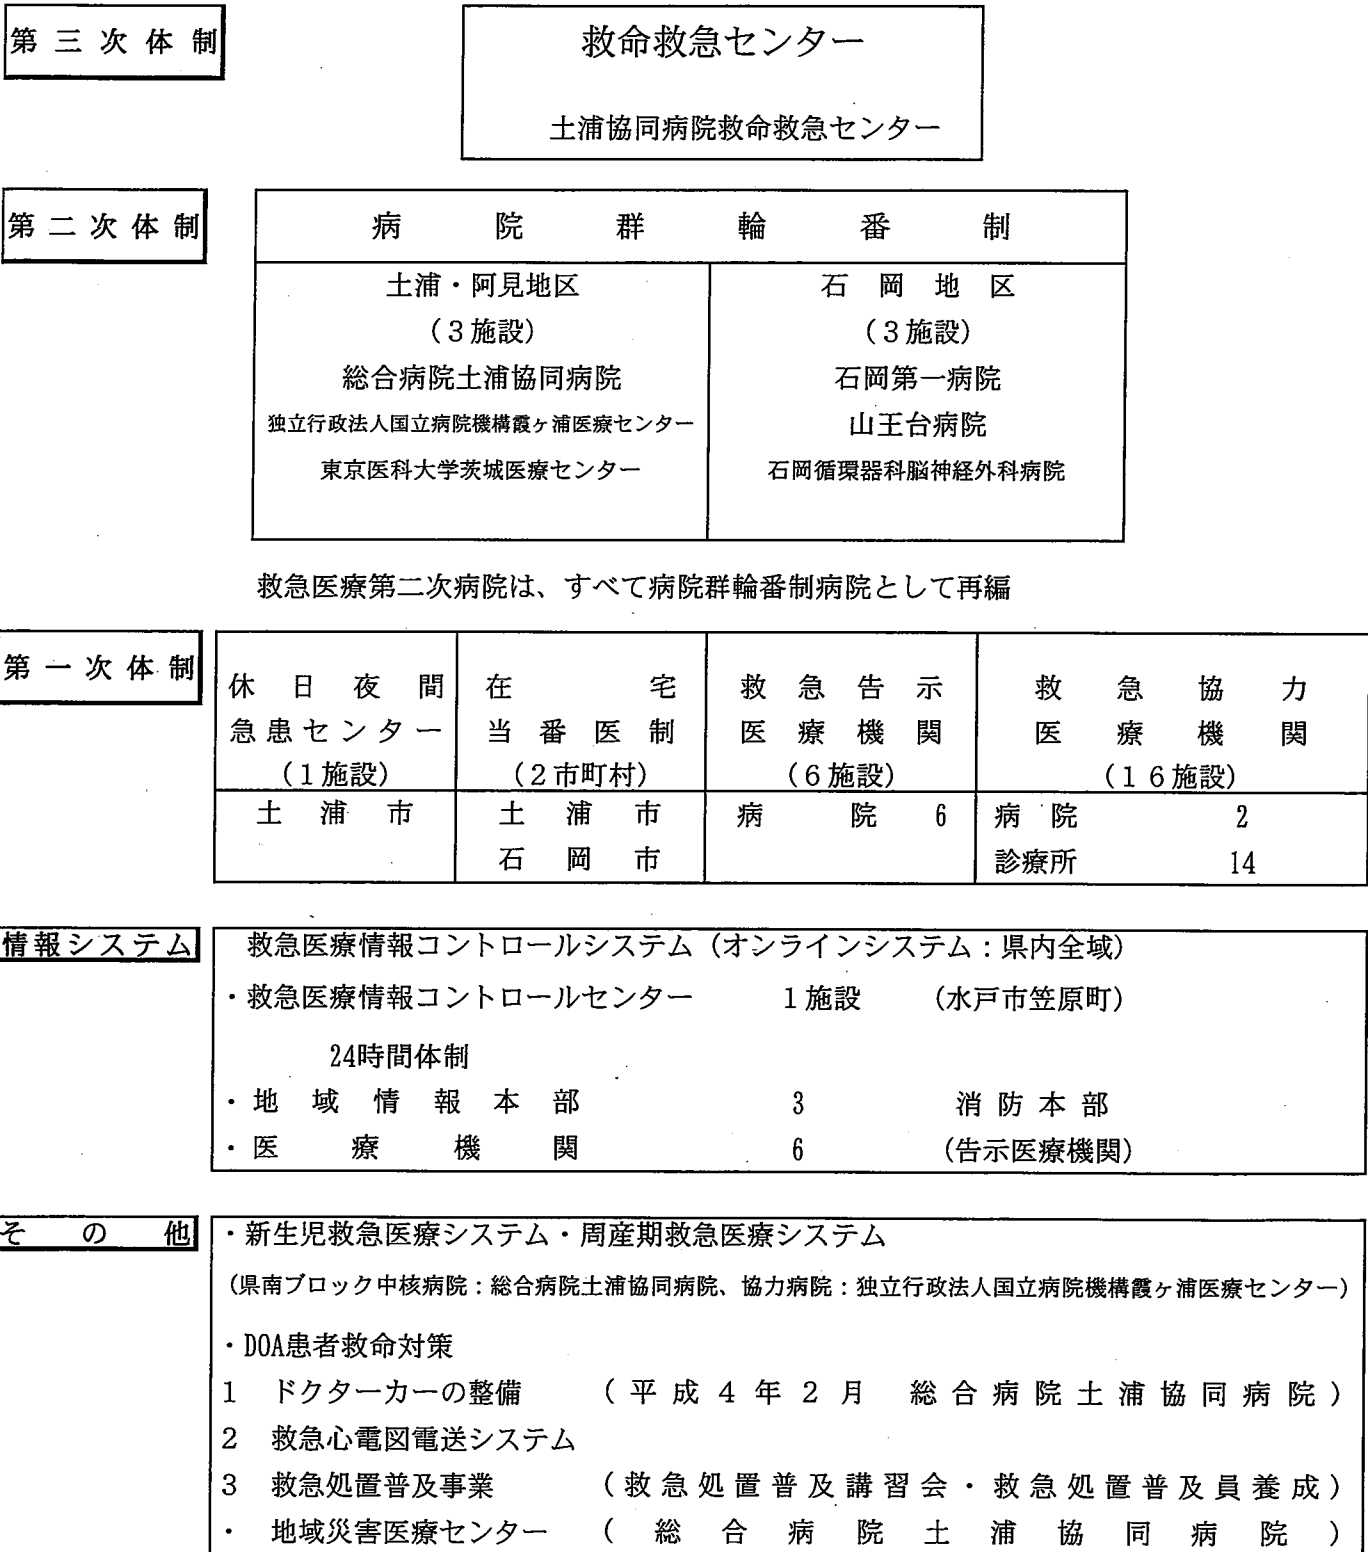 第三次体制
救命救急センター
土浦協同病院救命救急センター
第二次体制
病院群輪番制
土浦・阿見地区
（３施設）
総合病院土浦協同病院
独立行政法人国立病院機構霞ヶ浦医療センター
東京医科大学茨城医療センター
石岡地区
（３施設）
石岡第一病院
山王台病院
石岡循環器科脳神経外科病院
救急医療第二次病院は、すべて病院群輪番制病院として再編
第一次体制
休日夜間
急患センター
（１施設）
土浦市
在宅
当番医制
（２市町村）
土浦市
石岡市
救急告示
医療機関
（６施設）
病院 6
救急協力
医療機関
（１６施設）
病院 2
診療所 14
情報システム
救急医療情報コントロールシステム（オンラインシステム：県内全域）
・救急医療情報コントロールセンター １施設 （水戸市笠原町）
24時間体制
・地域情報本部 3 消防本部
・医療機関 6 （告示医療機関）
その他
・新生児救急医療システム・周産期救急医療システム
（県南ブロック中核病院：総合病院土浦協同病院、協力病院：独立行政法人国立病院機構霞ヶ浦医療センター）
・DOA患者救命対策
１ ドクターカーの整備 （平成４年２月 総合病院土浦協同病院）
２ 救急心電図電送システム
３ 救急処置普及事業 （救急処置普及講習会・救急処置普及員養成）
・ 地域災害医療センター （総合病院土浦協同病院）